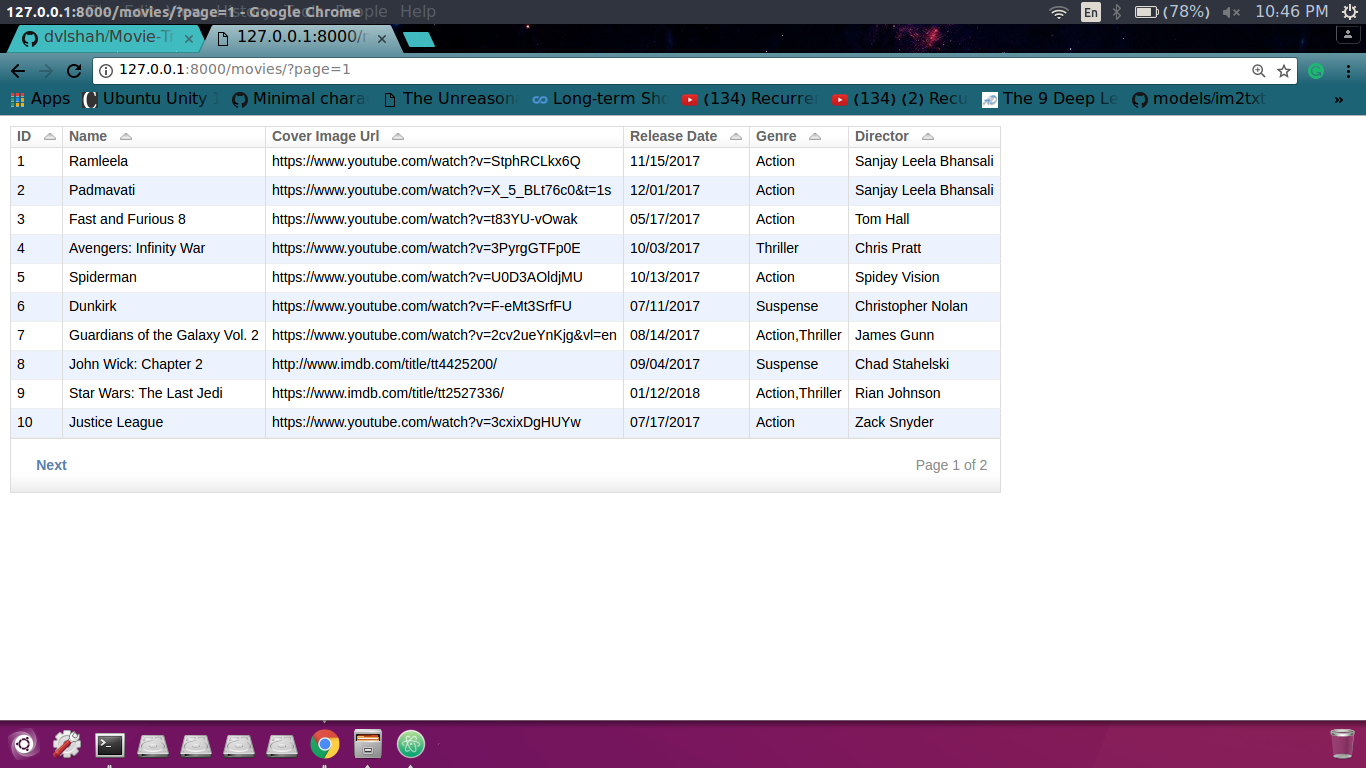 127.0.0.1:8000/movies/?page=1 - Google Chrome People Help En (78%) 10:46 PM
dvlshah/Movie-Tr 127.0.0.1:8000/
127.0.0.1:8000/movies/?page=1
Apps Ubuntu Unity Minimal chara The Unreason Long-term Sho (134) Recurre (134) (2) Recu The 9 Deep Le models/im2txt »
ID Name Cover Image Url Release Date Genre Director
1 Ramleela https://www.youtube.com/watch?v=StphRCLkx6Q 11/15/2017 Action Sanjay Leela Bhansali
2 Padmavati https://www.youtube.com/watch?v=X_5_BLt76c0&t=1s 12/01/2017 Action Sanjay Leela Bhansali
3 Fast and Furious 8 https://www.youtube.com/watch?v=t83YU-vOwak 05/17/2017 Action Tom Hall
4 Avengers: Infinity War https://www.youtube.com/watch?v=3PyrgGTFp0E 10/03/2017 Thriller Chris Pratt
5 Spiderman https://www.youtube.com/watch?v=U0D3AOldjMU 10/13/2017 Action Spidey Vision
6 Dunkirk https://www.youtube.com/watch?v=F-eMt3SrfFU 07/11/2017 Suspense Christopher Nolan
7 Guardians of the Galaxy Vol. 2 https://www.youtube.com/watch?v=2cv2ueYnKjg&vl=en 08/14/2017 Action,Thriller James Gunn
8 John Wick: Chapter 2 http://www.imdb.com/title/tt4425200/ 09/04/2017 Suspense Chad Stahelski
9 Star Wars: The Last Jedi https://www.imdb.com/title/tt2527336/ 01/12/2018 Action,Thriller Rian Johnson
10 Justice League https://www.youtube.com/watch?v=3cxixDgHUYw 07/17/2017 Action Zack Snyder
Next Page 1 of 2